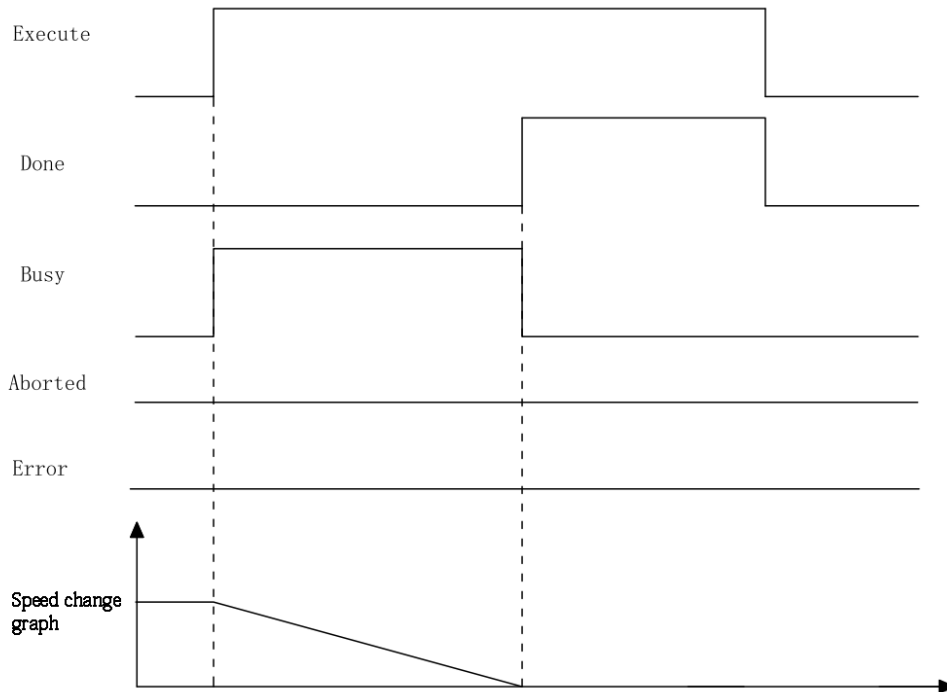 Execute
Done
Busy
Aborted
Error
Speed change
graph